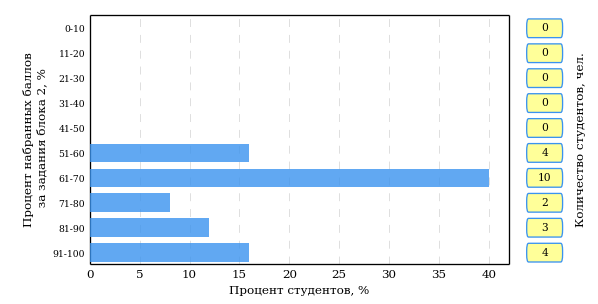 Процент набранных баллов
за задания блока 2, %
0-10 0
11-20 0
21-30 0
31-40 0
41-50 0
51-60 4
61-70 10
71-80 2
81-90 3
91-100 4
0 5 10 15 20 25 30 35 40
Процент студентов, %
Количество студентов, чел.